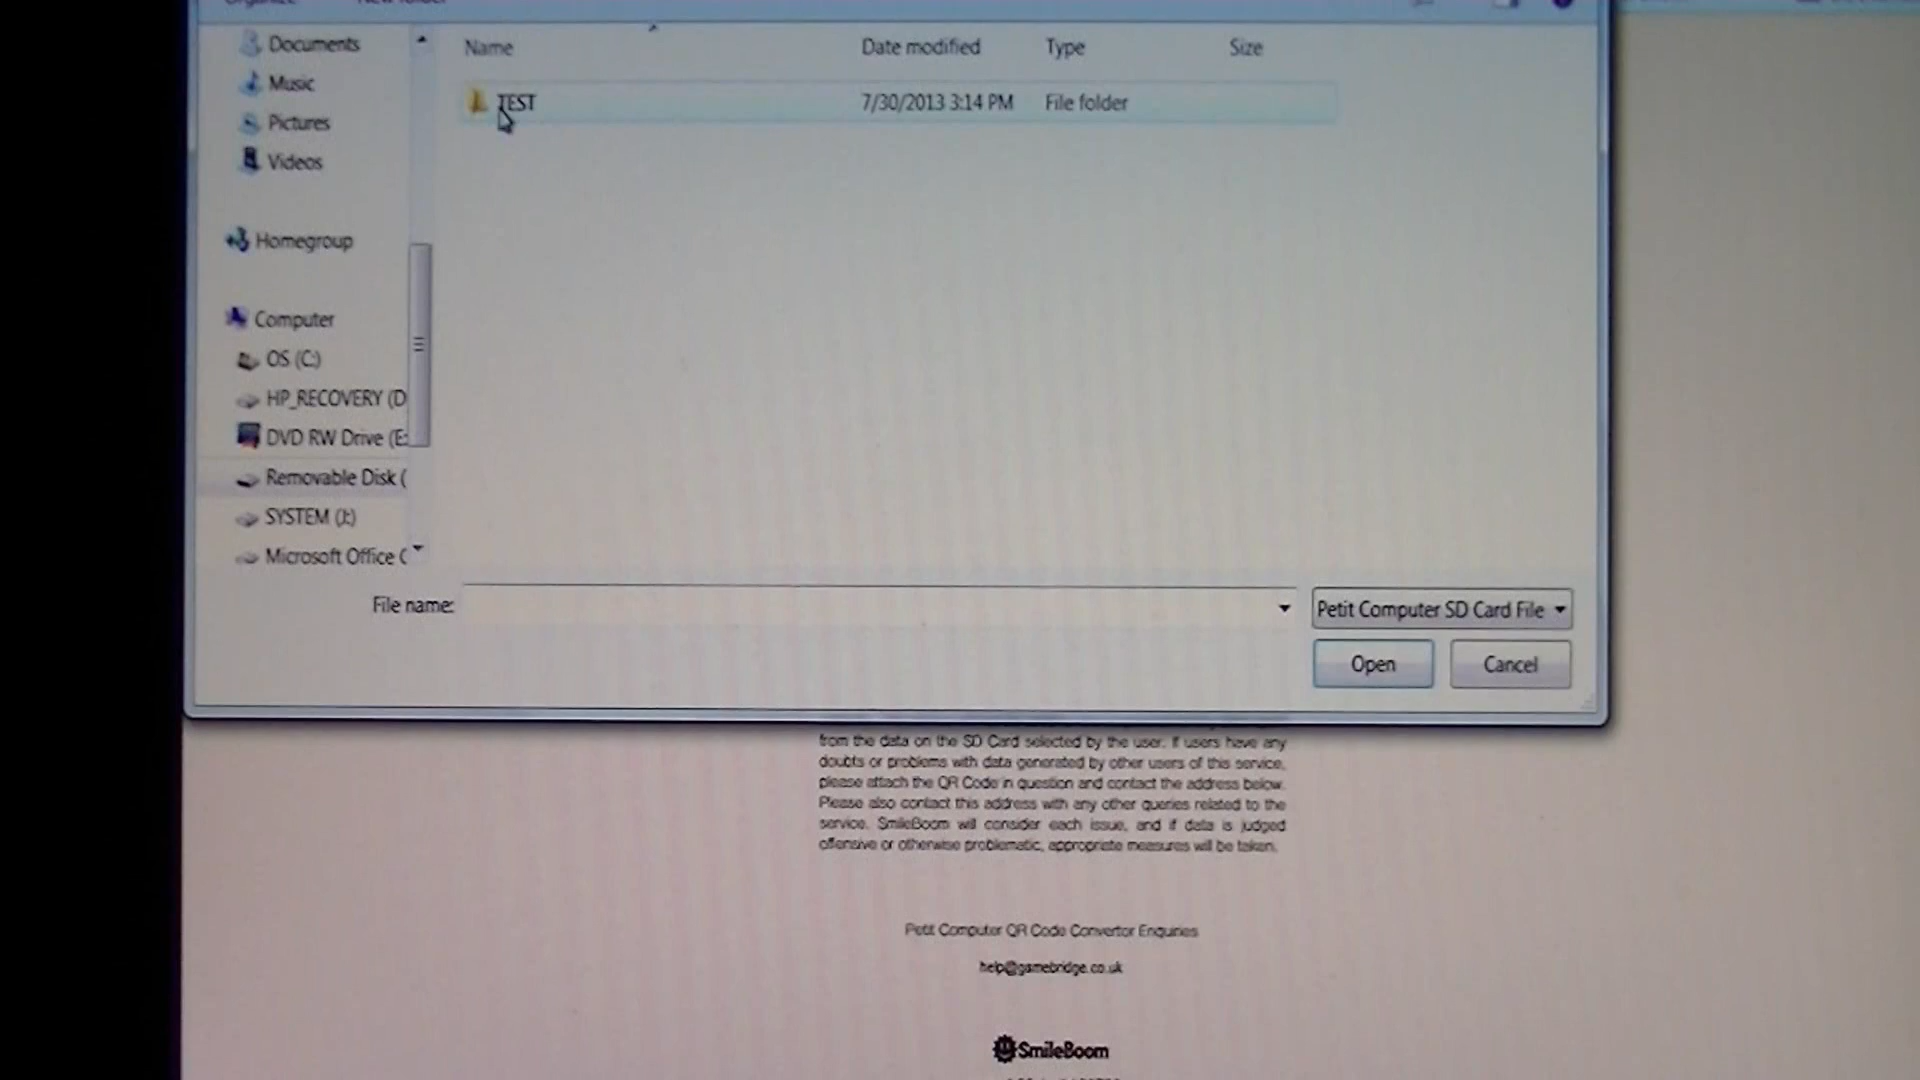 Organize New folder
Name Date modified Type Size
TEST 7/30/2013 3:14 PM File folder
Documents
Music
Pictures
Videos
Homegroup
Computer
OS (C:)
HP_RECOVERY (D
DVD RW Drive (E:
Removable Disk (
SYSTEM (J:)
Microsoft Office C
File name:
Petit Computer SD Card File
Open Cancel
from the data on the SD Card selected by the user. If users have any
doubts or problems with data generated by other users of this service,
please attach the QR Code in question and contact the address below.
Please also contact this address with any other queries related to the
service. SmileBoom will consider each issue, and if data is judged
offensive or otherwise problematic, appropriate measures will be taken.
Petit Computer QR Code Convertor Enquiries
help@gamebridge.co.uk
SmileBoom